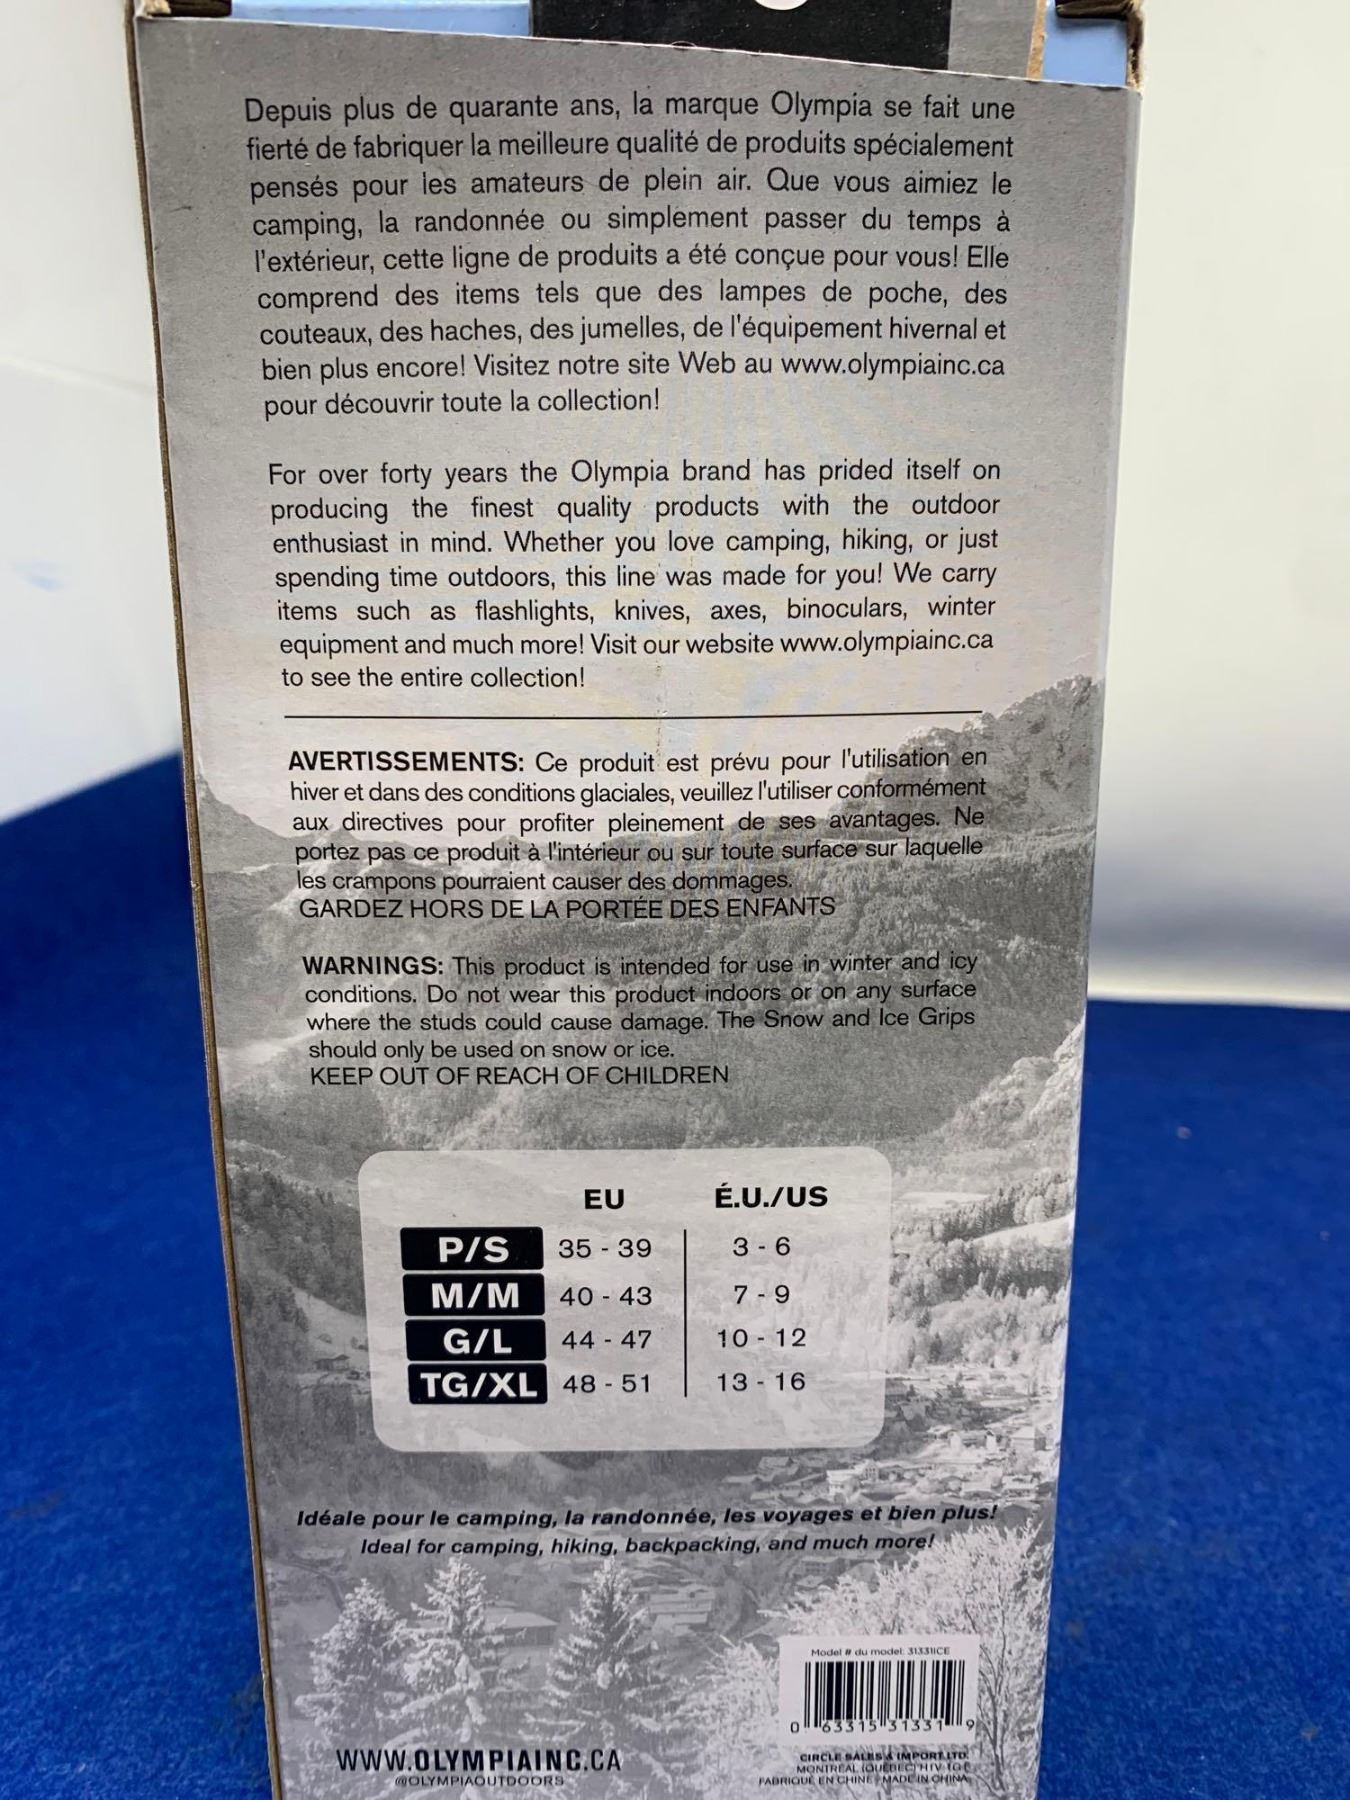 Depuis plus de quarante ans, la marque Olympia se fait une
fierté de fabriquer la meilleure qualité de produits spécialement
pensés pour les amateurs de plein air. Que vous aimiez le
camping, la randonnée ou simplement passer du temps à
l'extérieur, cette ligne de produits a été conçue pour vous! Elle
comprend des items tels que des lampes de poche, des
couteaux, des haches, des jumelles, de l'équipement hivernal et
bien plus encore! Visitez notre site Web au www.olympiainc.ca
pour découvrir toute la collection!
For over forty years the Olympia brand has prided itself on
producing the finest quality products with the outdoor
enthusiast in mind. Whether you love camping, hiking, or just
spending time outdoors, this line was made for you! We carry
items such as flashlights, knives, axes, binoculars, winter
equipment and much more! Visit our website www.olympiainc.ca
to see the entire collection!
AVERTISSEMENTS: Ce produit est prévu pour l'utilisation en
hiver et dans des conditions glaciales, veuillez l'utiliser conformément
aux directives pour profiter pleinement de ses avantages. Ne
portez pas ce produit à l'intérieur ou sur toute surface sur laquelle
les crampons pourraient causer des dommages.
GARDEZ HORS DE LA PORTÉE DES ENFANTS
WARNINGS: This product is intended for use in winter and icy
conditions. Do not wear this product indoors or on any surface
where the studs could cause damage. The Snow and Ice Grips
should only be used on snow or ice.
KEEP OUT OF REACH OF CHILDREN
EU É.U./US
P/S 35 - 39 3 - 6
M/M 40 - 43 7 - 9
G/L 44 - 47 10 - 12
TG/XL 48 - 51 13 - 16
Idéale pour le camping, la randonnée, les voyages et bien plus!
Ideal for camping, hiking, backpacking, and much more!
Model # du model: 31331ICE
0 63315 31331 9
WWW.OLYMPIAINC.CA
@OLYMPIAOUTDOORS
CIRCLE SALES & IMPORT LTD.
MONTRÉAL (QUÉBEC) H1V
FABRIQUÉ EN CHINE / MADE IN CHINA